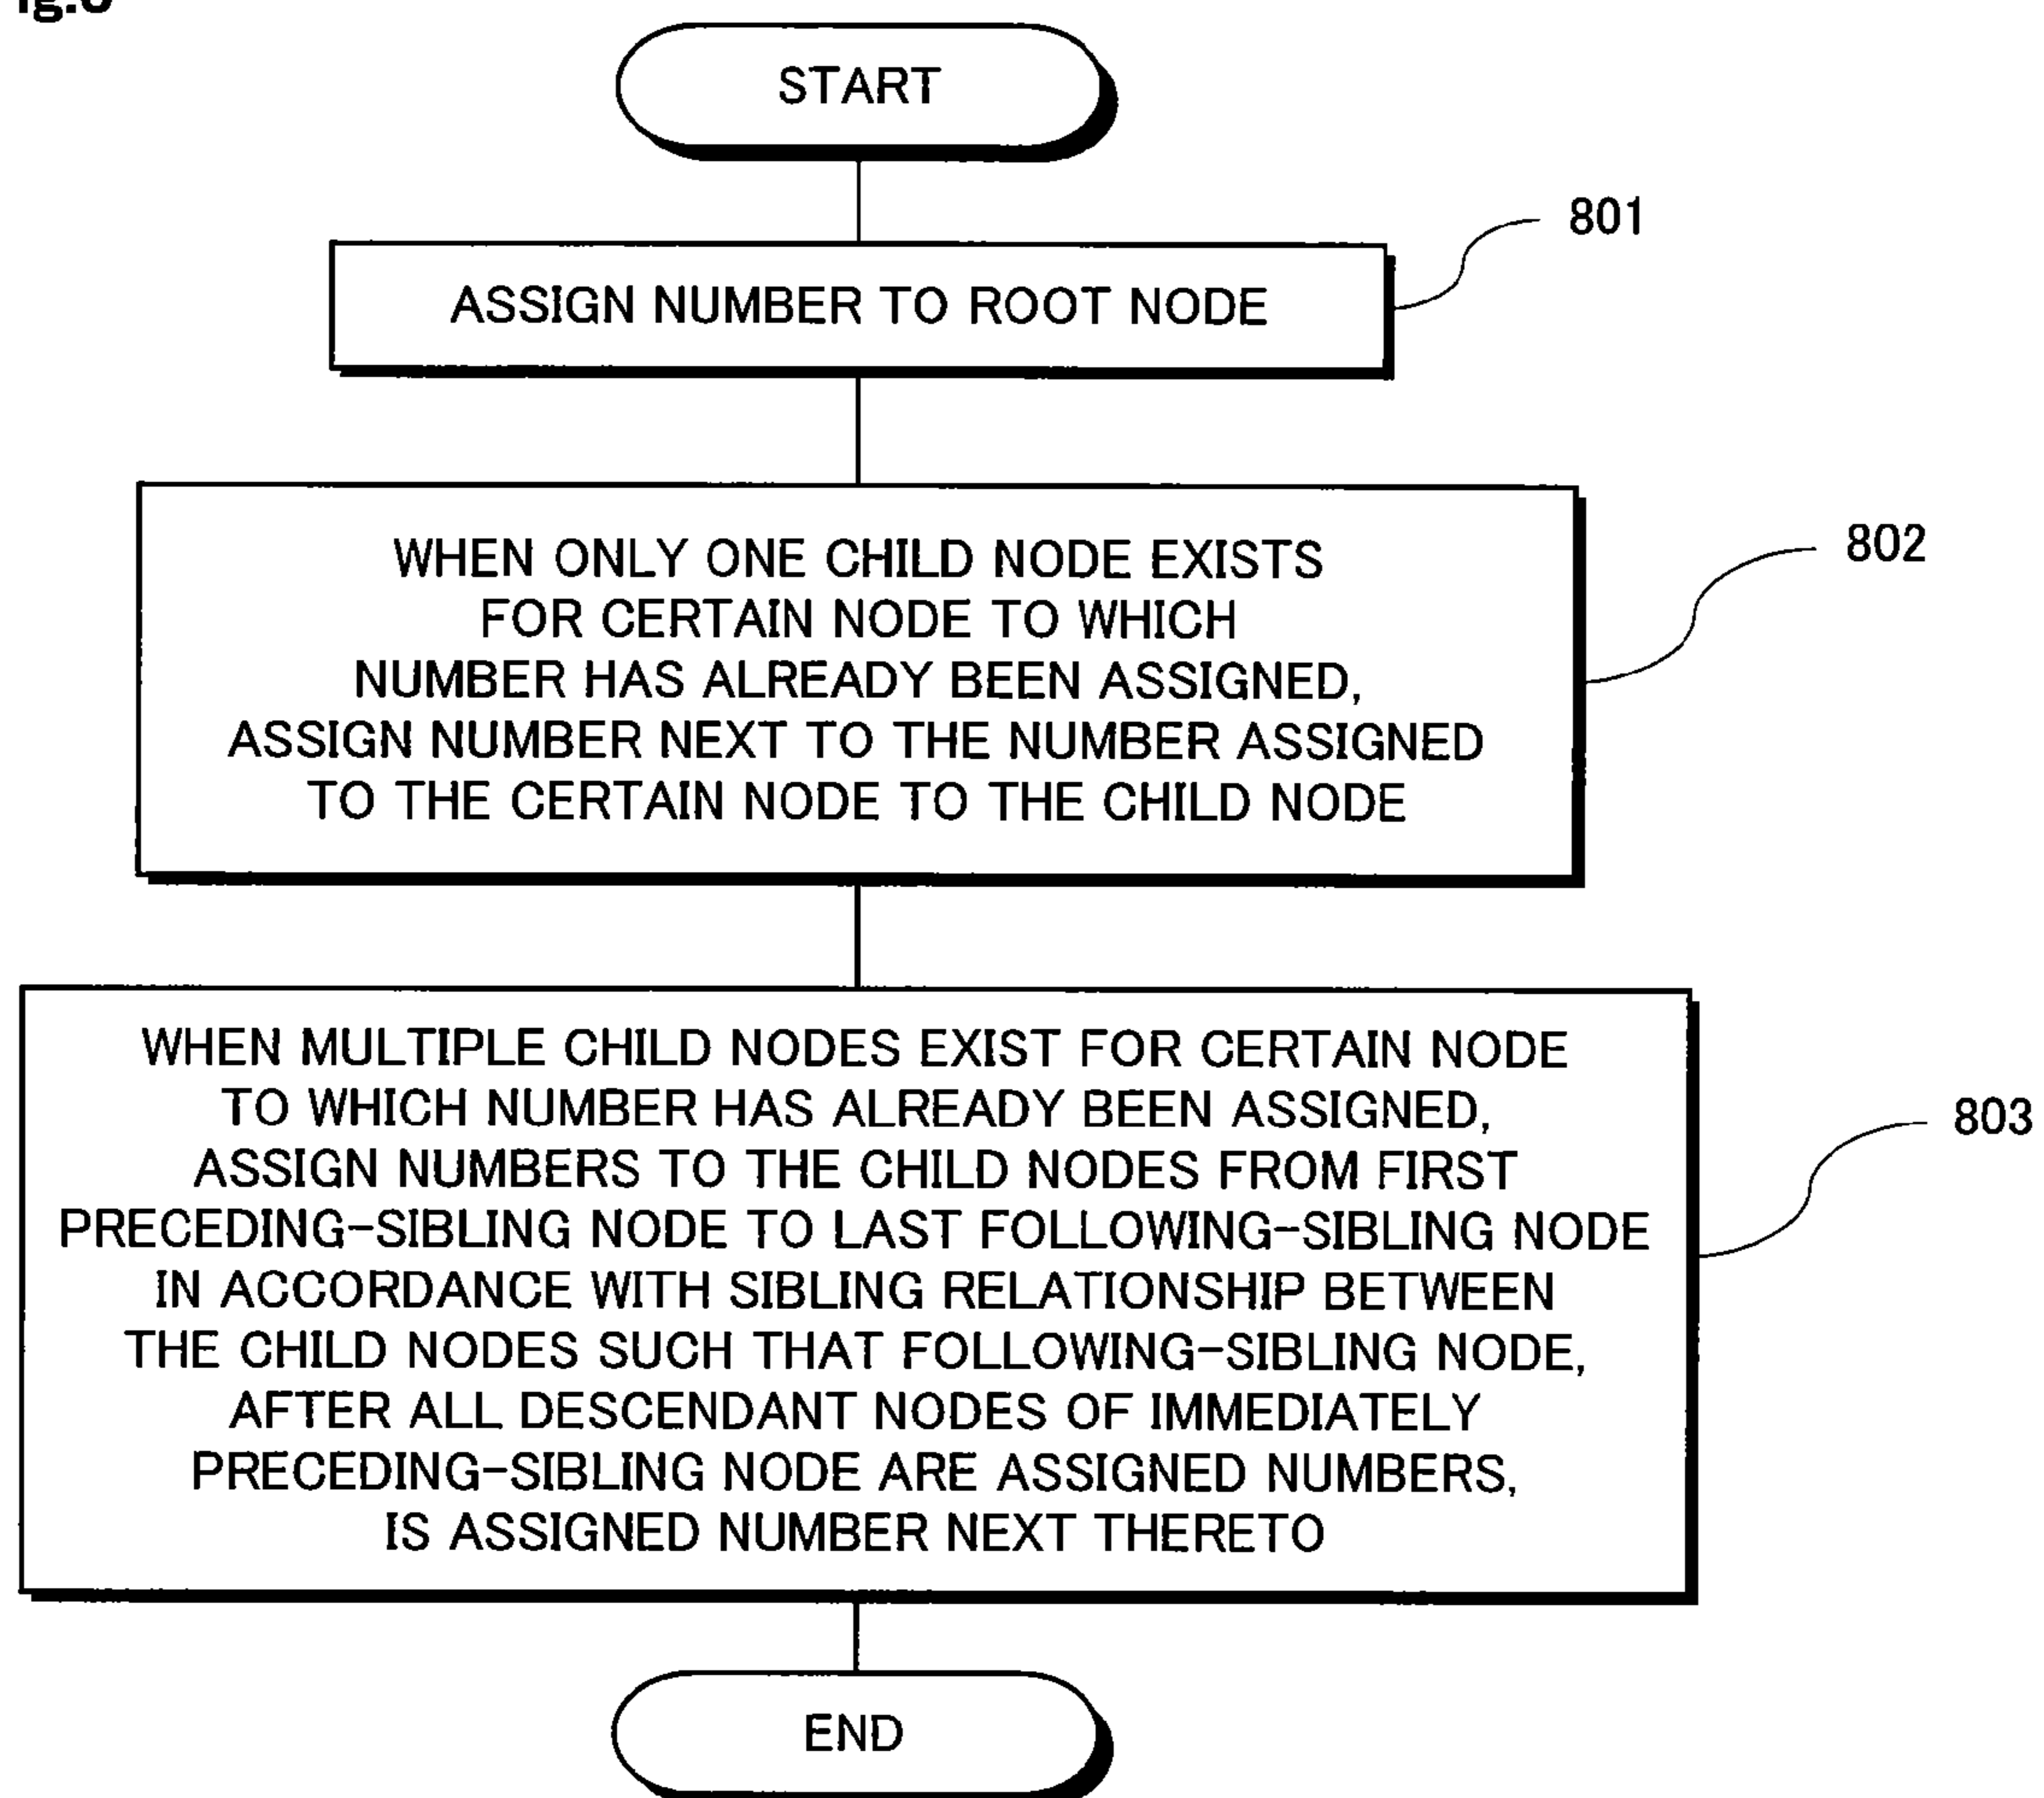 START
801
ASSIGN NUMBER TO ROOT NODE
802
WHEN ONLY ONE CHILD NODE EXISTS
FOR CERTAIN NODE TO WHICH
NUMBER HAS ALREADY BEEN ASSIGNED,
ASSIGN NUMBER NEXT TO THE NUMBER ASSIGNED
TO THE CERTAIN NODE TO THE CHILD NODE
803
WHEN MULTIPLE CHILD NODES EXIST FOR CERTAIN NODE
TO WHICH NUMBER HAS ALREADY BEEN ASSIGNED,
ASSIGN NUMBERS TO THE CHILD NODES FROM FIRST
PRECEDING-SIBLING NODE TO LAST FOLLOWING-SIBLING NODE
IN ACCORDANCE WITH SIBLING RELATIONSHIP BETWEEN
THE CHILD NODES SUCH THAT FOLLOWING-SIBLING NODE,
AFTER ALL DESCENDANT NODES OF IMMEDIATELY
PRECEDING-SIBLING NODE ARE ASSIGNED NUMBERS,
IS ASSIGNED NUMBER NEXT THERETO
END